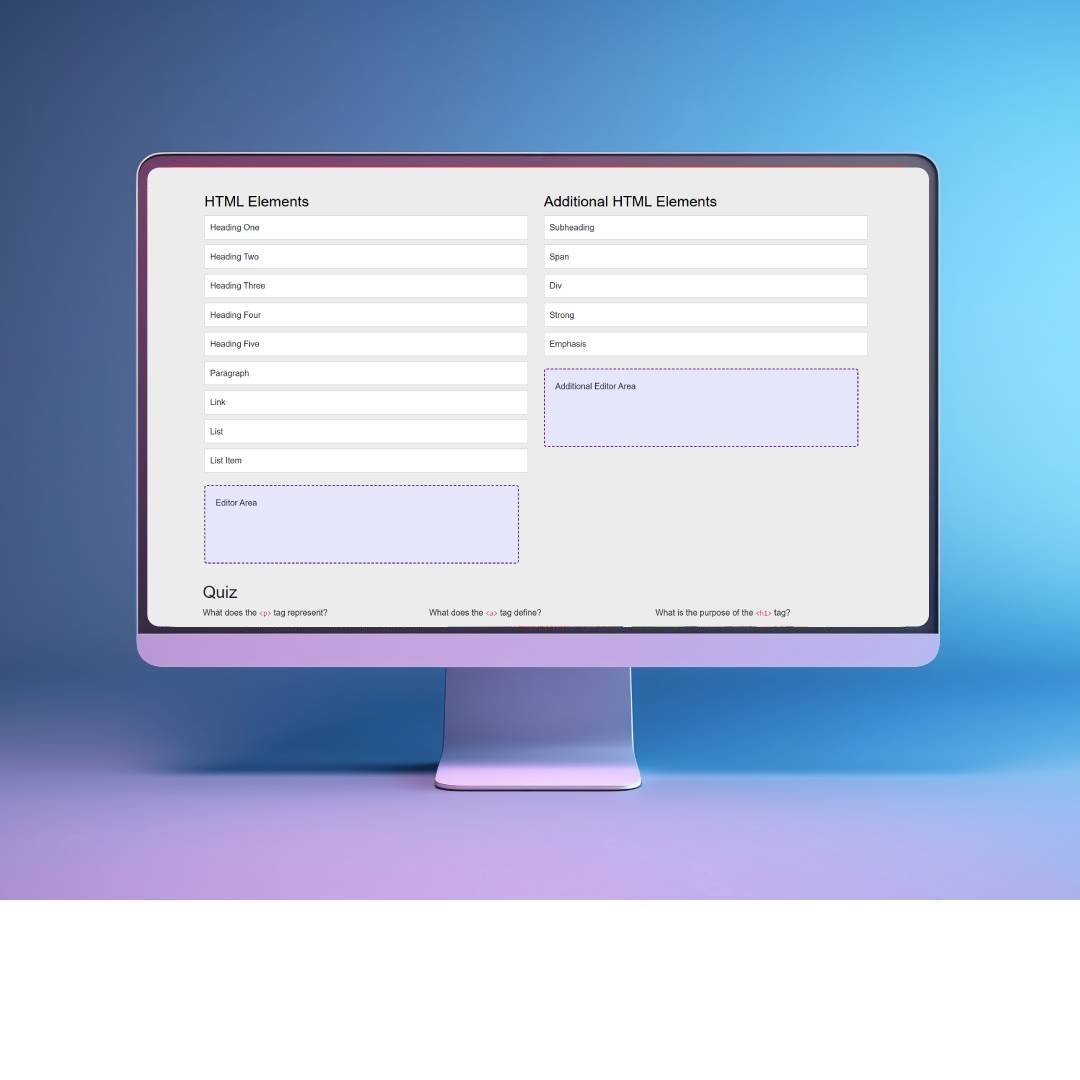 HTML Elements
Heading One
Heading Two
Heading Three
Heading Four
Heading Five
Paragraph
Link
List
List Item
Editor Area
Additional HTML Elements
Subheading
Span
Div
Strong
Emphasis
Additional Editor Area
Quiz
What does the <p> tag represent?
What does the <a> tag define?
What is the purpose of the <h1> tag?